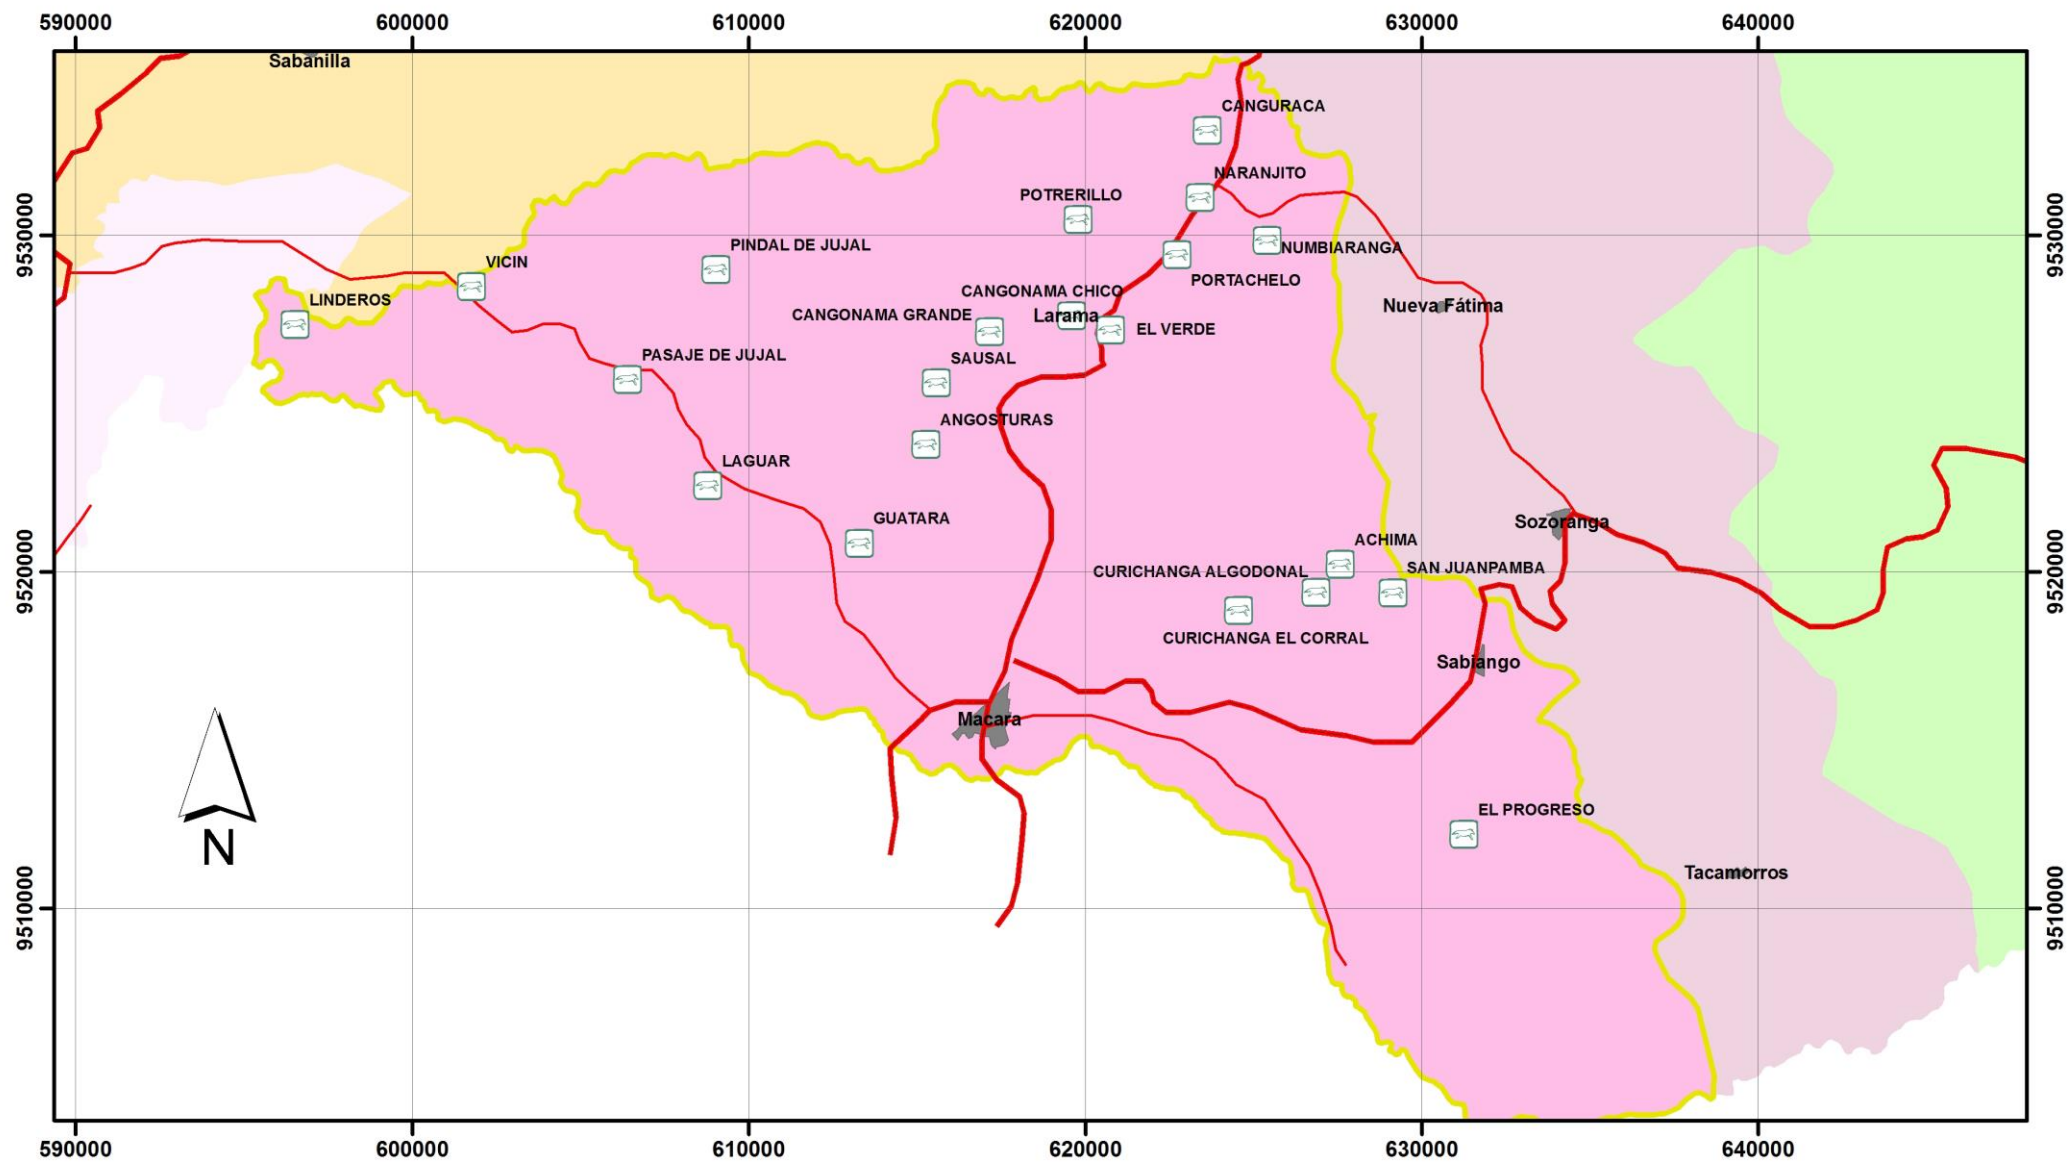 590000 600000 610000 620000 630000 640000
Sabanilla
CANGURACA
NARANJITO
POTRERILLO
9530000
9530000
PINDAL DE JUJAL
NUMBIARANGA
VICIN
PORTACHELO
CANGONAMA CHICO
LINDEROS
Nueva Fátima
CANGONAMA GRANDE
Larama
EL VERDE
PASAJE DE JUJAL
SAUSAL
ANGOSTURAS
LAGUAR
GUATARA
Sozoranga
ACHIMA
9520000
CURICHANGA ALGODONAL
SAN JUANPAMBA
9520000
CURICHANGA EL CORRAL
Sabiango
Macara
EL PROGRESO
N
Tacamorros
9510000
9510000
590000 600000 610000 620000 630000 640000